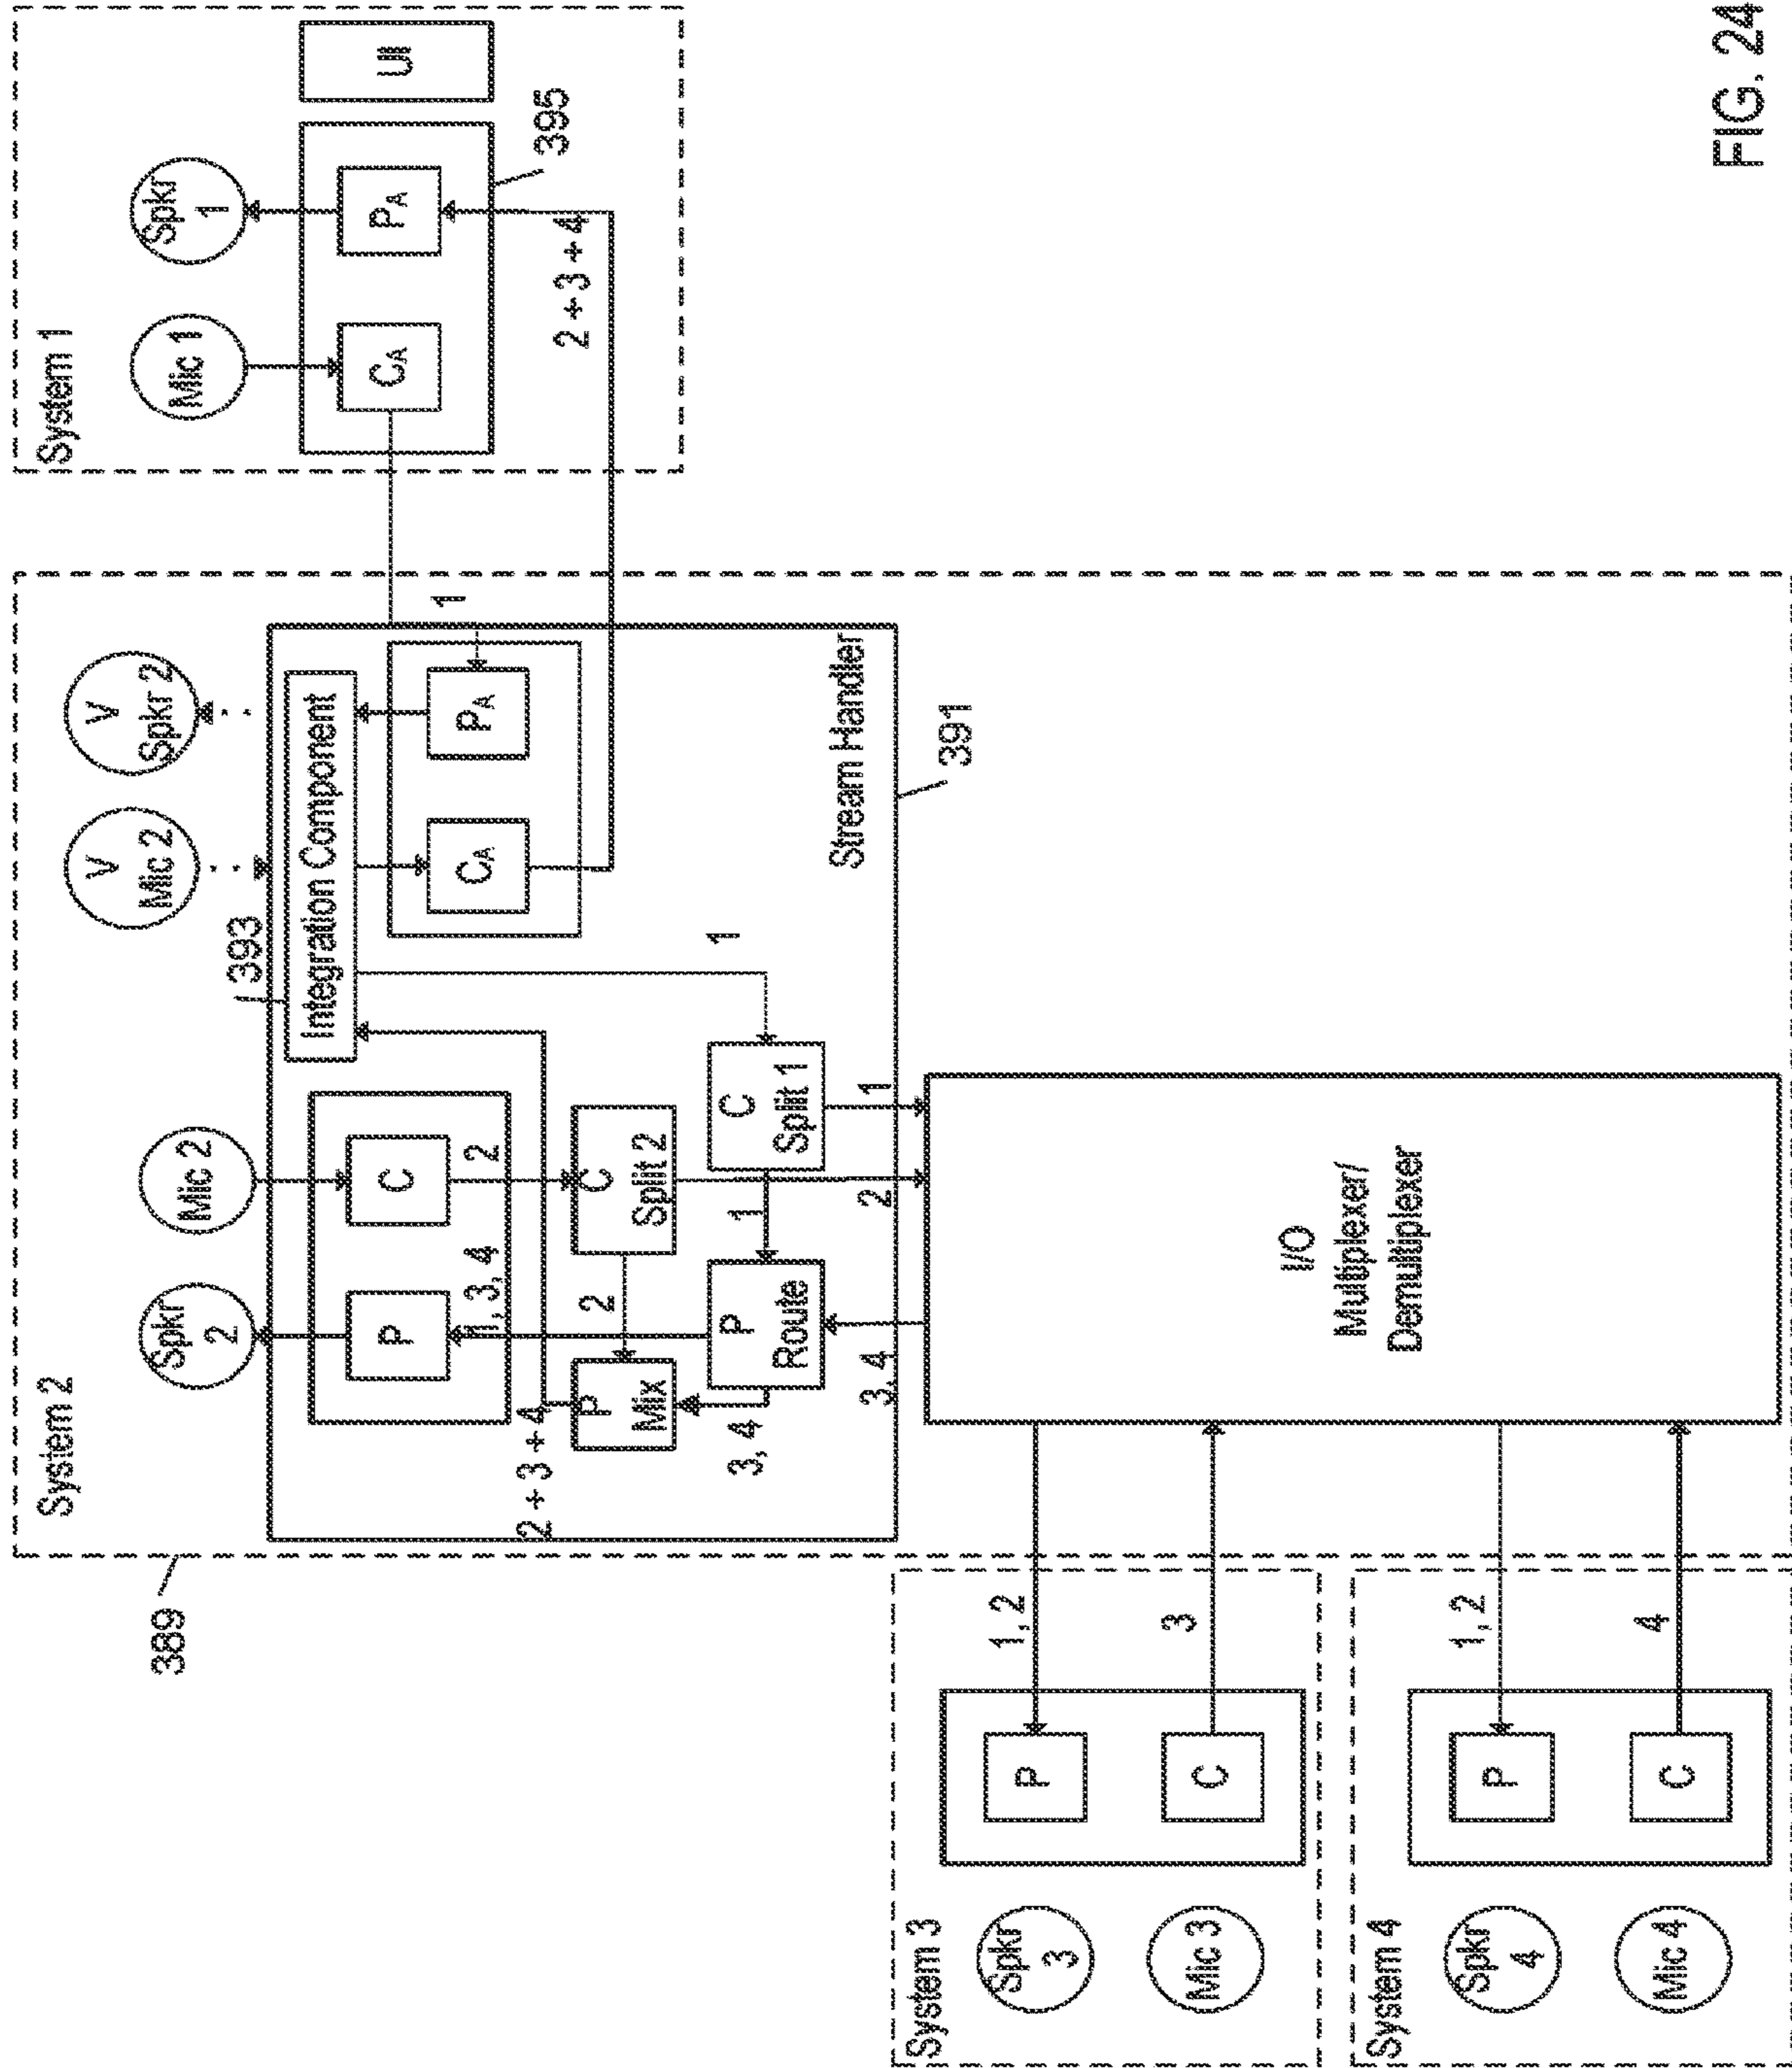 System 1
Mic 1
Spkr
1
CA
PA
UI
395
2 + 3 + 4
System 2
389
Spkr
2
Mic 2
V
Mic 2
V
Spkr 2
393
Integration Component
P
C
CA
PA
1
1, 3, 4
2
2 + 3 + 4
P
Mix
2
C
Split 2
1
3, 4
P
Route
1
C
Split 1
Stream Handler
391
3, 4
2
1
I/O
Multiplexer/
Demultiplexer
System 3
Spkr
3
Mic 3
P
C
1, 2
3
System 4
Spkr
4
Mic 4
P
C
1, 2
4
FIG. 24